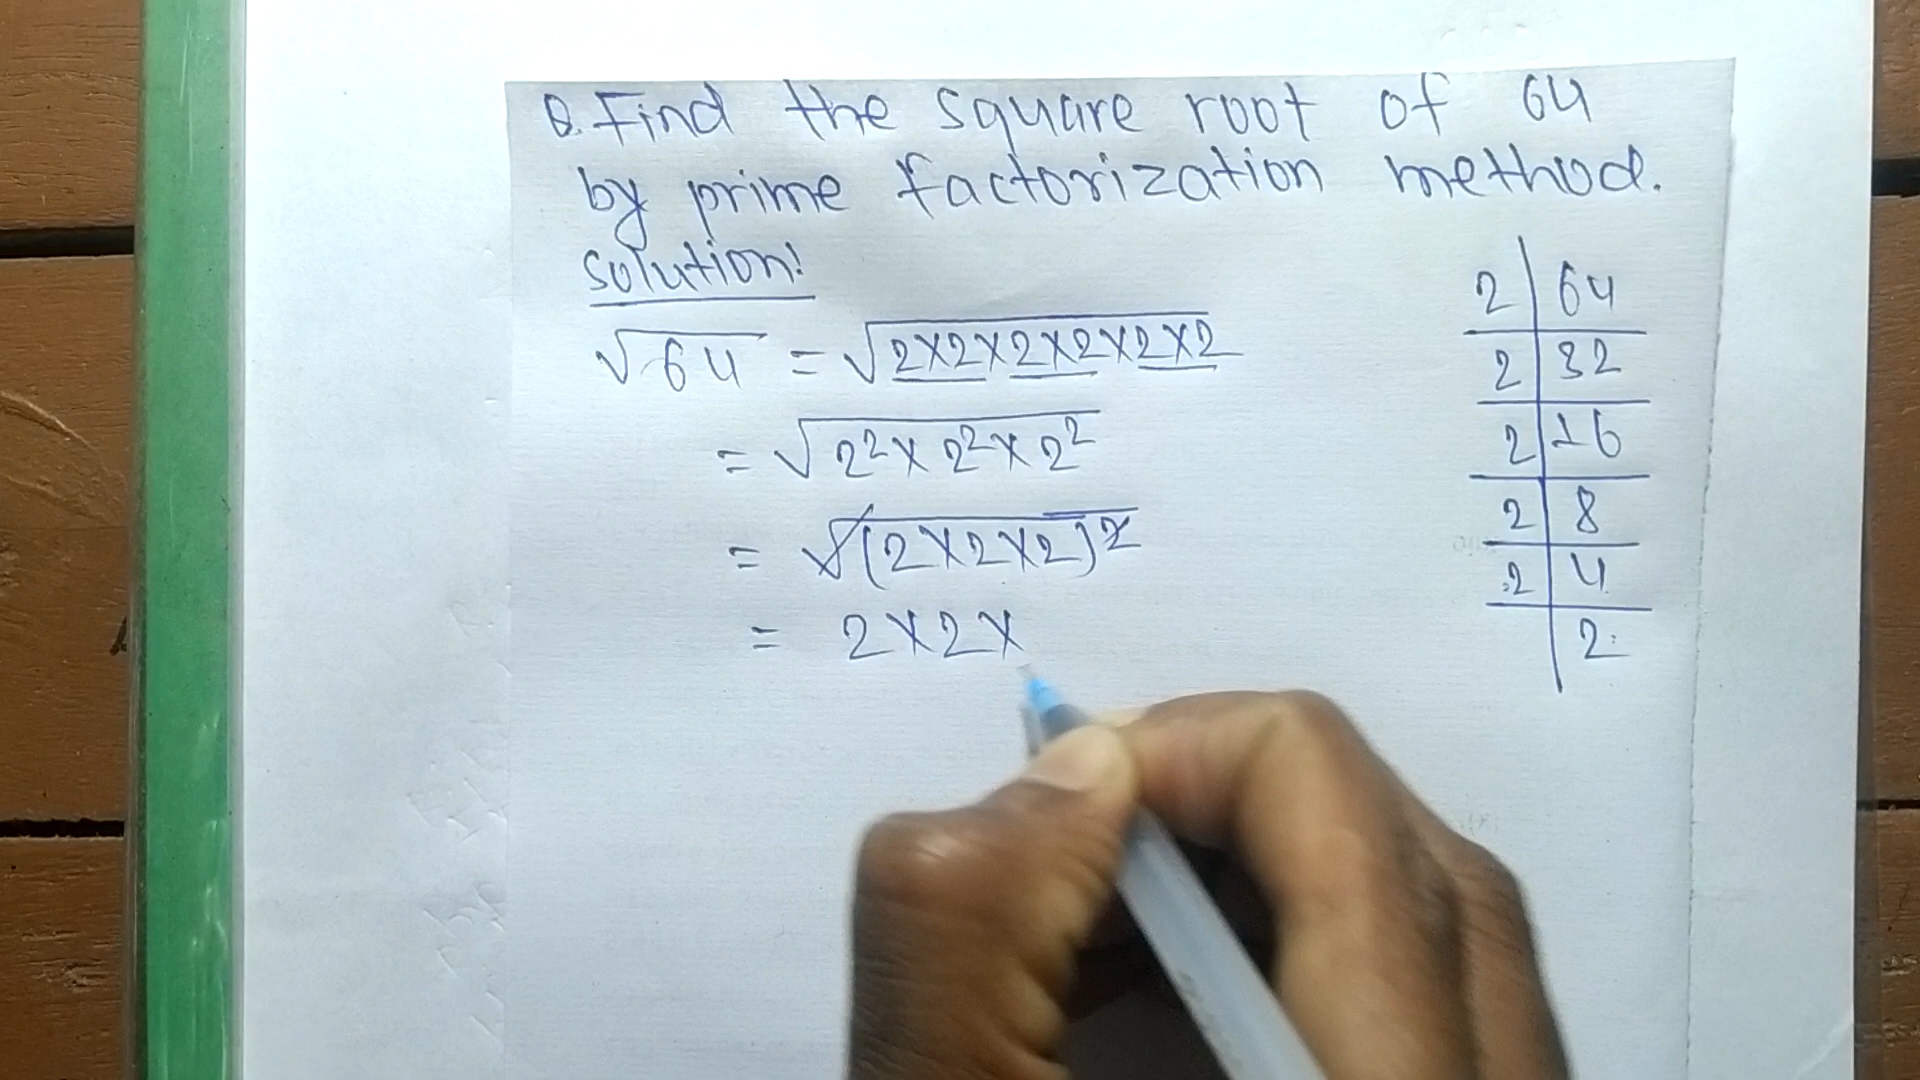 Q. Find the square root of 64
by prime factorization method.
solution:
√64 = √2×2×2×2×2×2
= √2²×2²×2²
= √(2×2×2)²
= 2×2×
2 | 64
2 | 32
2 | 16
2 | 8
2 | 4
| 2